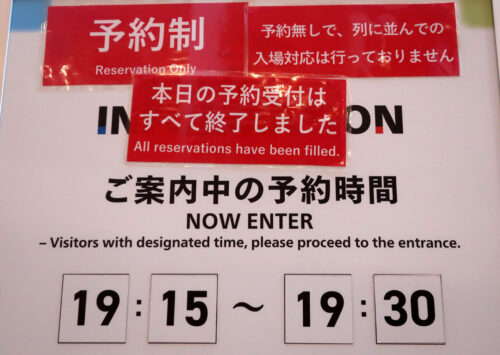 予約制
Reservation Only
予約無しで、列に並んでの
入場対応は行っておりません
本日の予約受付は
すべて終了しました
All reservations have been filled.
IN ON
ご案内中の予約時間
NOW ENTER
– Visitors with designated time, please proceed to the entrance.
19 : 15 ～ 19 : 30